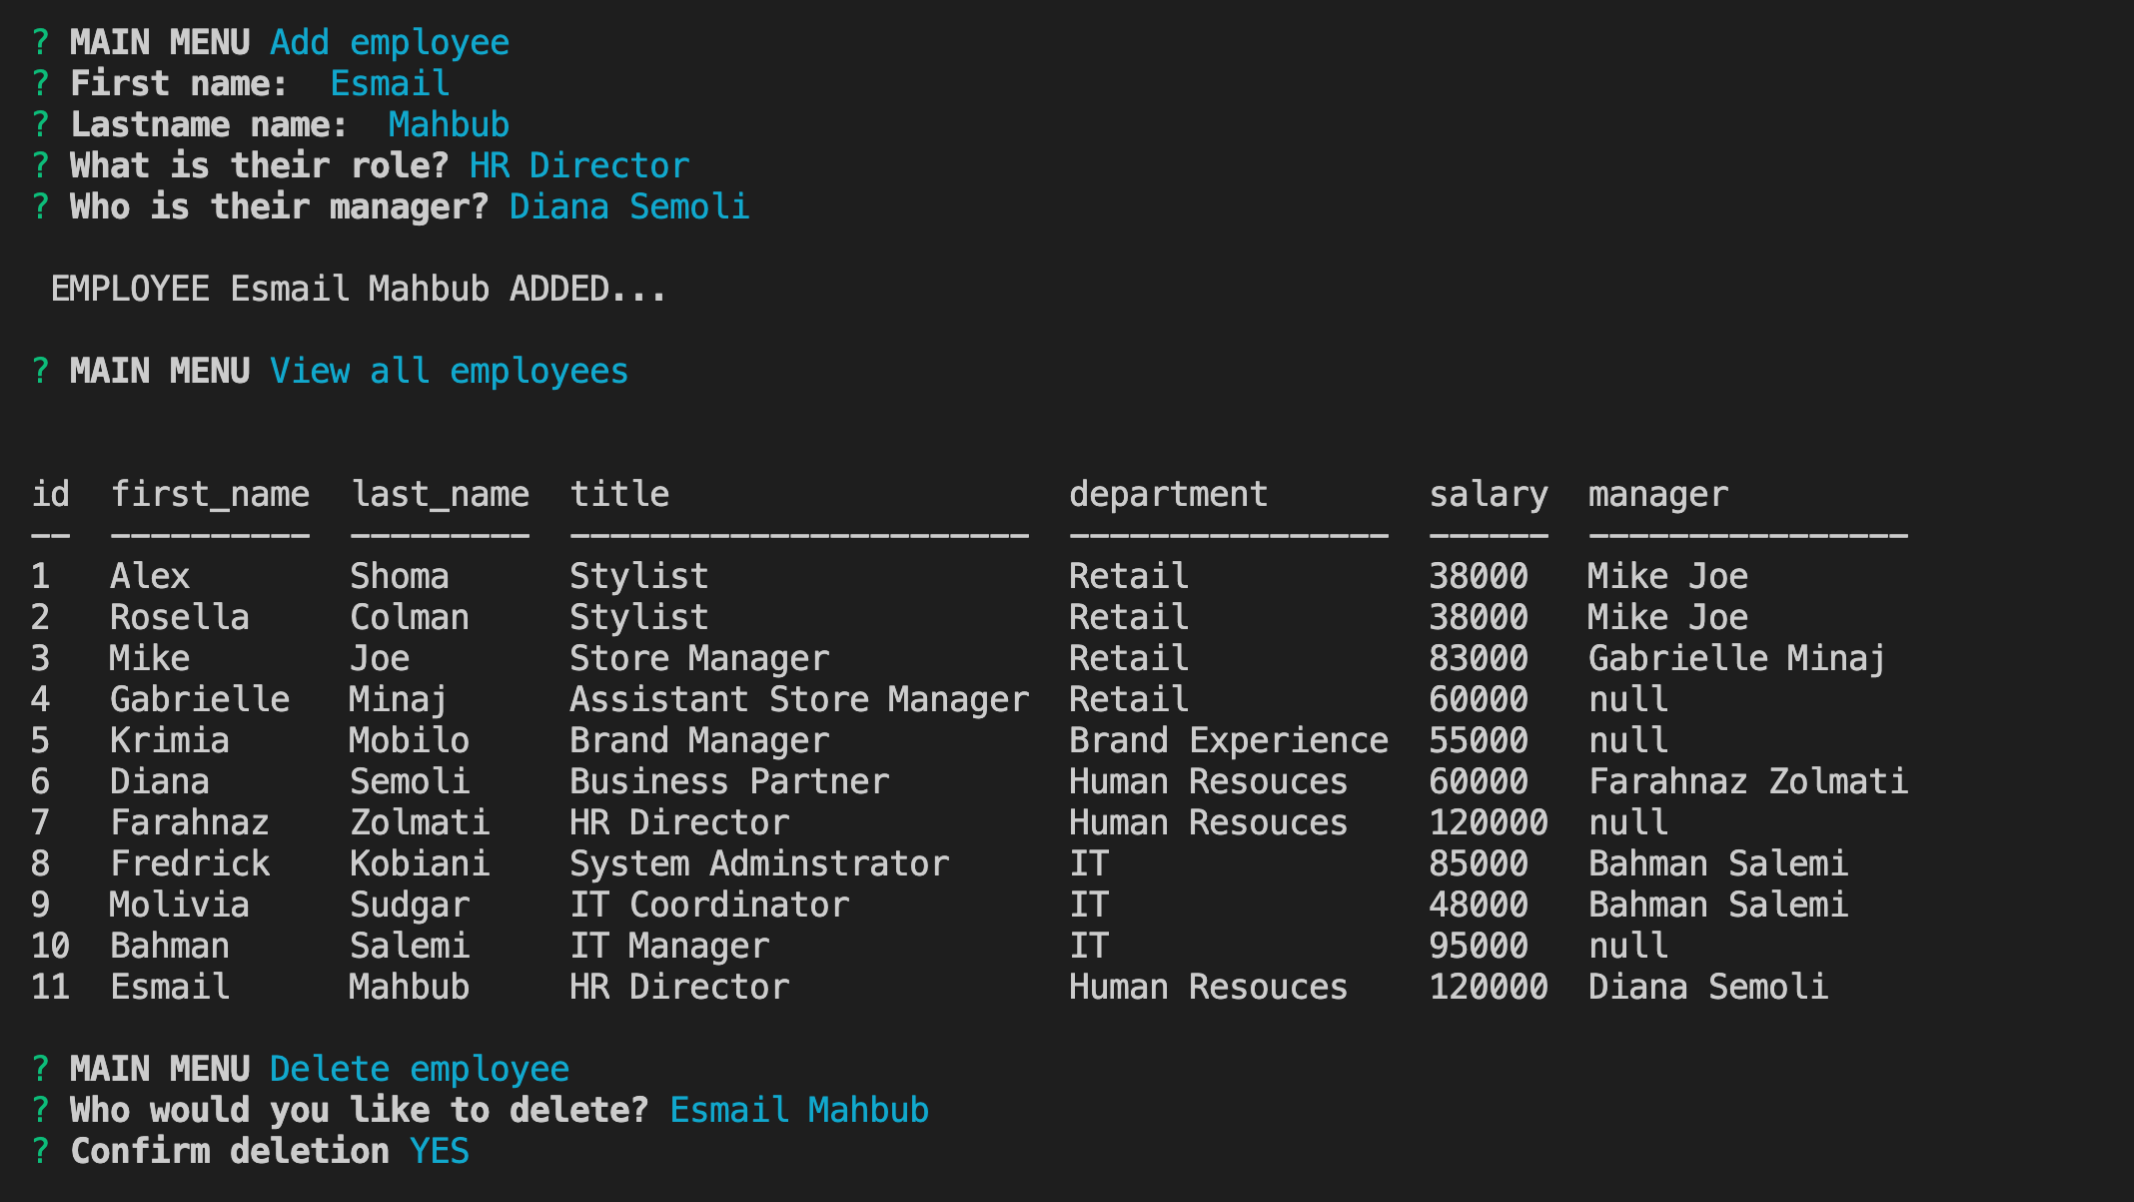 ? MAIN MENU Add employee
? First name:  Esmail
? Lastname name:  Mahbub
? What is their role? HR Director
? Who is their manager? Diana Semoli
EMPLOYEE Esmail Mahbub ADDED...
? MAIN MENU View all employees
id  first_name  last_name  title                    department        salary  manager
--  ----------  ---------  -----------------------  ----------------  ------  ----------------
1   Alex        Shoma      Stylist                  Retail            38000   Mike Joe
2   Rosella     Colman     Stylist                  Retail            38000   Mike Joe
3   Mike        Joe        Store Manager            Retail            83000   Gabrielle Minaj
4   Gabrielle   Minaj      Assistant Store Manager  Retail            60000   null
5   Krimia      Mobilo     Brand Manager            Brand Experience  55000   null
6   Diana       Semoli     Business Partner         Human Resouces    60000   Farahnaz Zolmati
7   Farahnaz    Zolmati    HR Director              Human Resouces    120000  null
8   Fredrick    Kobiani    System Adminstrator      IT                85000   Bahman Salemi
9   Molivia     Sudgar     IT Coordinator           IT                48000   Bahman Salemi
10  Bahman      Salemi     IT Manager               IT                95000   null
11  Esmail      Mahbub     HR Director              Human Resouces    120000  Diana Semoli
? MAIN MENU Delete employee
? Who would you like to delete? Esmail Mahbub
? Confirm deletion YES